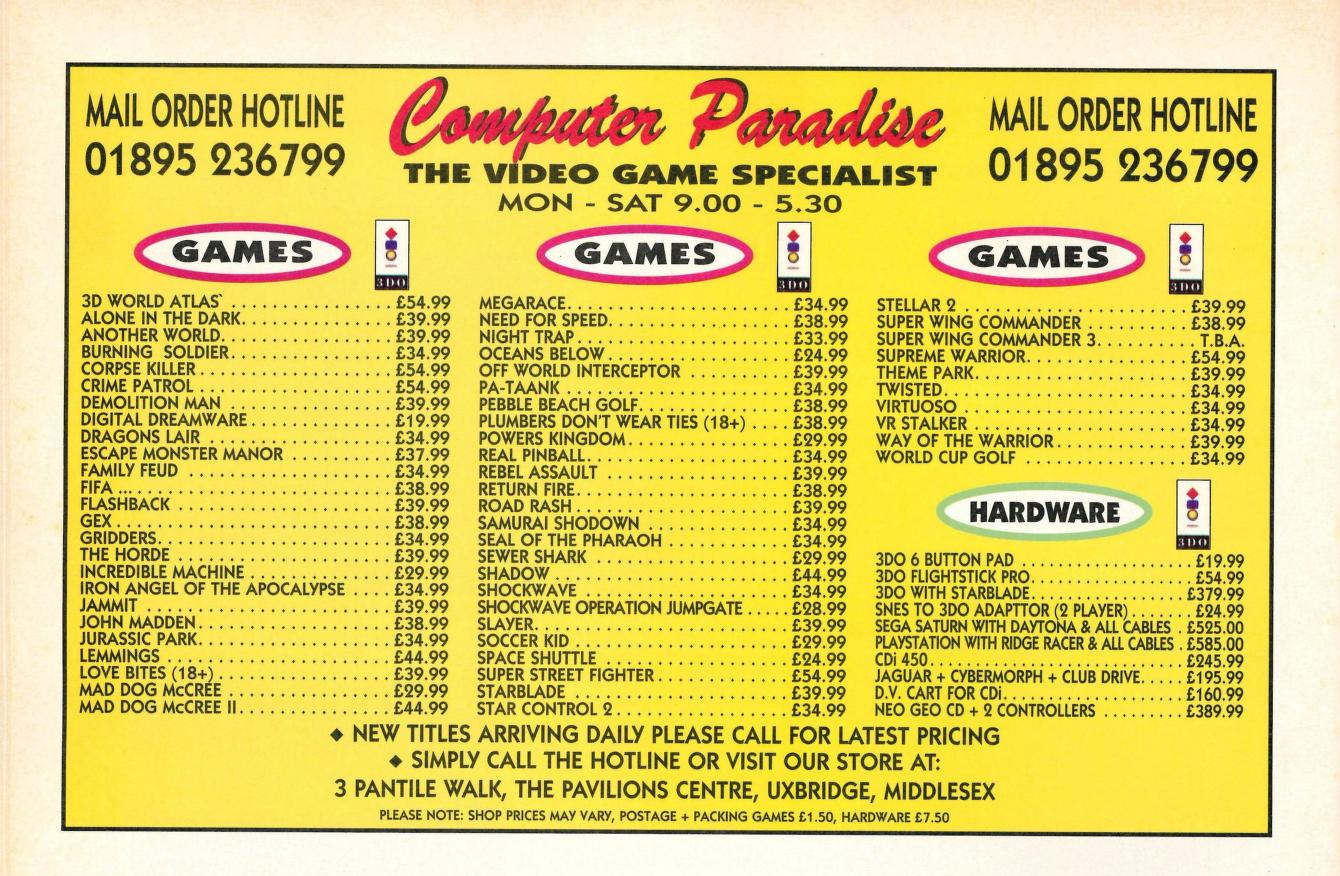 MAIL ORDER HOTLINE
01895 236799
Computer Paradise
THE VIDEO GAME SPECIALIST
MON - SAT 9.00 - 5.30
MAIL ORDER HOTLINE
01895 236799
GAMES
3DO
3D WORLD ATLAS` £54.99
ALONE IN THE DARK £39.99
ANOTHER WORLD £39.99
BURNING SOLDIER £34.99
CORPSE KILLER £54.99
CRIME PATROL £54.99
DEMOLITION MAN £39.99
DIGITAL DREAMWARE £19.99
DRAGONS LAIR £34.99
ESCAPE MONSTER MANOR £37.99
FAMILY FEUD £34.99
FIFA £38.99
FLASHBACK £39.99
GEX £38.99
GRIDDERS £34.99
THE HORDE £39.99
INCREDIBLE MACHINE £29.99
IRON ANGEL OF THE APOCALYPSE £34.99
JAMMIT £39.99
JOHN MADDEN £38.99
JURASSIC PARK £34.99
LEMMINGS £44.99
LOVE BITES (18+) £39.99
MAD DOG McCREE £29.99
MAD DOG McCREE II £44.99
GAMES
3DO
MEGARACE £34.99
NEED FOR SPEED £38.99
NIGHT TRAP £33.99
OCEANS BELOW £24.99
OFF WORLD INTERCEPTOR £39.99
PA-TAANK £34.99
PEBBLE BEACH GOLF £38.99
PLUMBERS DON'T WEAR TIES (18+) £38.99
POWERS KINGDOM £29.99
REAL PINBALL £34.99
REBEL ASSAULT £39.99
RETURN FIRE £38.99
ROAD RASH £39.99
SAMURAI SHODOWN £34.99
SEAL OF THE PHARAOH £34.99
SEWER SHARK £29.99
SHADOW £44.99
SHOCKWAVE £34.99
SHOCKWAVE OPERATION JUMPGATE £28.99
SLAYER £39.99
SOCCER KID £29.99
SPACE SHUTTLE £24.99
SUPER STREET FIGHTER £54.99
STARBLADE £39.99
STAR CONTROL 2 £34.99
GAMES
3DO
STELLAR 2 £39.99
SUPER WING COMMANDER £38.99
SUPER WING COMMANDER 3 T.B.A.
SUPREME WARRIOR £54.99
THEME PARK £39.99
TWISTED £34.99
VIRTUOSO £34.99
VR STALKER £34.99
WAY OF THE WARRIOR £39.99
WORLD CUP GOLF £34.99
HARDWARE
3DO
3DO 6 BUTTON PAD £19.99
3DO FLIGHTSTICK PRO £54.99
3DO WITH STARBLADE £379.99
SNES TO 3DO ADAPTTOR (2 PLAYER) £24.99
SEGA SATURN WITH DAYTONA & ALL CABLES £525.00
PLAYSTATION WITH RIDGE RACER & ALL CABLES £585.00
CDi 450 £245.99
JAGUAR + CYBERMORPH + CLUB DRIVE £195.99
D.V. CART FOR CDi £160.99
NEO GEO CD + 2 CONTROLLERS £389.99
◆ NEW TITLES ARRIVING DAILY PLEASE CALL FOR LATEST PRICING
◆ SIMPLY CALL THE HOTLINE OR VISIT OUR STORE AT:
3 PANTILE WALK, THE PAVILIONS CENTRE, UXBRIDGE, MIDDLESEX
PLEASE NOTE: SHOP PRICES MAY VARY, POSTAGE + PACKING GAMES £1.50, HARDWARE £7.50